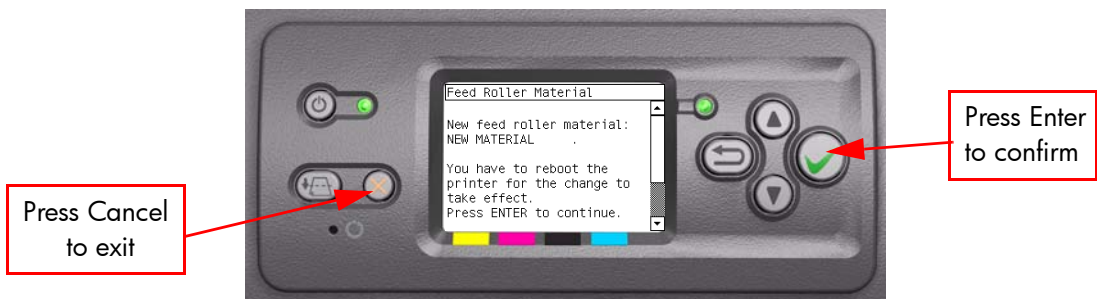 Feed Roller Material
New feed roller material:
NEW MATERIAL .
You have to reboot the
printer for the change to
take effect.
Press ENTER to continue.
Press Enter
to confirm
Press Cancel
to exit